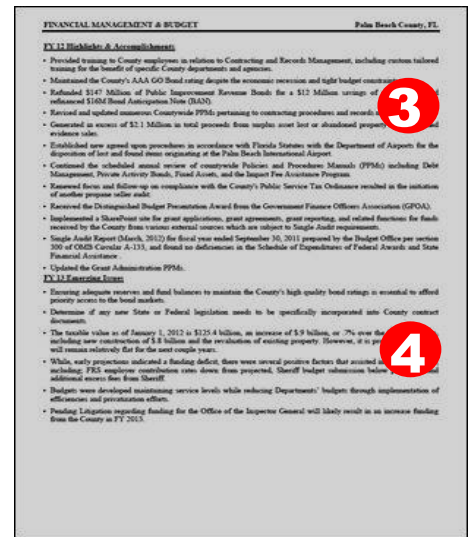 FINANCIAL MANAGEMENT & BUDGET Palm Beach County, FL
FY 12 Highlights & Accomplishments
• Provided training to County employees in relation to Contracting and Records Management, including custom tailored
training for the benefit of specific County departments and agencies.
• Maintained the County's AAA GO Bond rating despite the economic recession and tight budget
• Refunded $147 Million of Public Improvement Revenue Bonds for a $12 Million savings of
refinanced $16M Bond Anticipation Note (BAN).
3
• Revised and updated numerous Countywide PPMs pertaining to contracting procedures and records
• Generated in excess of $2.1 Million in total proceeds from surplus asset lost or abandoned property
evidence sales.
• Established new agreed upon procedures in accordance with Florida Statutes with the Department of Airports for the
disposition of lost and found items originating at the Palm Beach International Airport.
• Continued the scheduled annual review of countywide Policies and Procedures Manuals (PPMs) including Debt
Management, Private Activity Bonds, Fixed Assets, and the Impact Fee Assistance Program.
• Renewed focus and follow-up on compliance with the County's Public Service Tax Ordinance resulted in the initiation
of another propane seller audit.
• Received the Distinguished Budget Presentation Award from the Government Finance Officers Association (GFOA).
• Implemented a SharePoint site for grant applications, grant agreements, grant reporting, and related functions for funds
received by the County from various external sources which are subject to Single Audit requirements.
• Single Audit Report (March, 2012) for fiscal year ended September 30, 2011 prepared by the Budget Office per section
300 of OMB Circular A-133, and found no deficiencies in the Schedule of Expenditures of Federal Awards and State
Financial Assistance.
• Updated the Grant Administration PPMs.
FY 13 Emerging Issues
• Ensuring adequate reserves and fund balances to maintain the County's high quality bond ratings is essential to afford
priority access to the bond markets.
• Determine if any new State or Federal legislation needs to be specifically incorporated into County contract
documents.
• The taxable value as of January 1, 2012 is $125.4 billion, an increase of $.9 billion, or .7% over the
including new construction of $.8 billion and the revaluation of existing property. However, it is
will remain relatively flat for the next couple years.
4
• While, early projections indicated a funding deficit, there were several positive factors that assisted
including; FRS employer contribution rates down from projected, Sheriff budget submission below
additional excess fees from Sheriff.
• Budgets were developed maintaining service levels while reducing Departments' budgets through implementation of
efficiencies and privatization efforts.
• Pending Litigation regarding funding for the Office of the Inspector General will likely result in an increase funding
from the County in FY 2013.